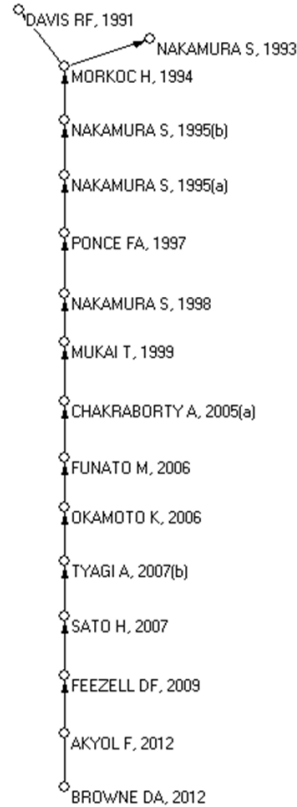 DAVIS RF, 1991
NAKAMURA S, 1993
MORKOC H, 1994
NAKAMURA S, 1995(b)
NAKAMURA S, 1995(a)
PONCE FA, 1997
NAKAMURA S, 1998
MUKAI T, 1999
CHAKRABORTY A, 2005(a)
FUNATO M, 2006
OKAMOTO K, 2006
TYAGI A, 2007(b)
SATO H, 2007
FEEZELL DF, 2009
AKYOL F, 2012
BROWNE DA, 2012